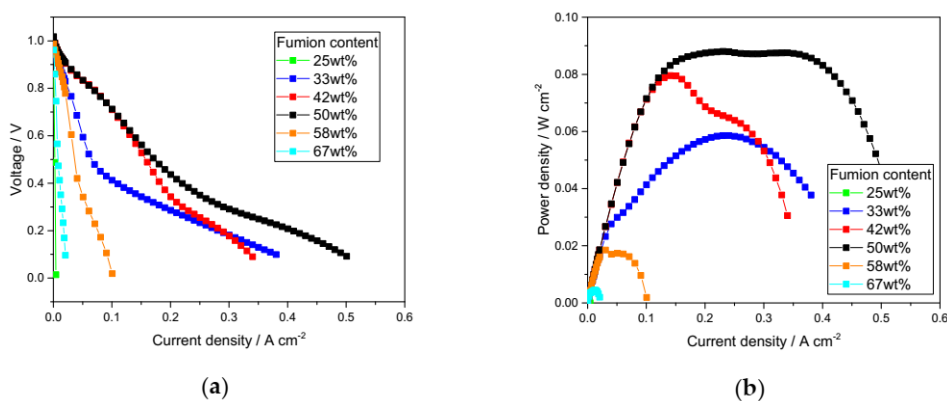 1.0
0.8
0.6
0.4
0.2
0.0
Voltage / V
0.0 0.1 0.2 0.3 0.4 0.5 0.6
Current density / A cm⁻²
Fumion content
25wt%
33wt%
42wt%
50wt%
58wt%
67wt%
(a)
0.10
0.08
0.06
0.04
0.02
0.00
Power density / W cm⁻²
0.0 0.1 0.2 0.3 0.4 0.5 0.6
Current density / A cm⁻²
Fumion content
25wt%
33wt%
42wt%
50wt%
58wt%
67wt%
(b)